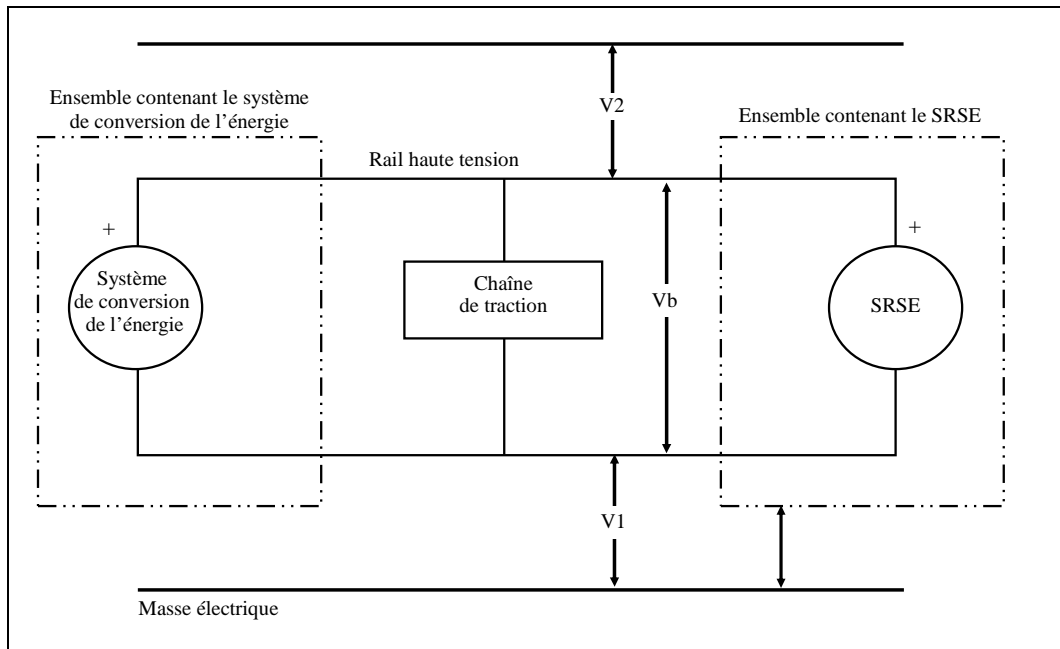 V2
Ensemble contenant le système
de conversion de l’énergie
Ensemble contenant le SRSE
Rail haute tension
+
+
Système
de conversion
de l’énergie
Chaîne
de traction
Vb
SRSE
V1
Masse électrique